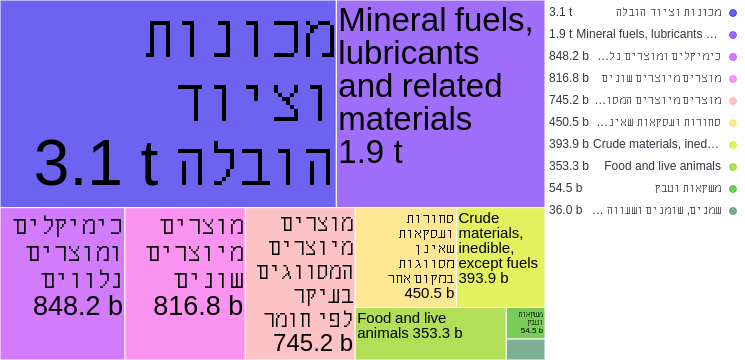 מכונות
וציוד
הובלה 3.1 t
Mineral fuels,
lubricants
and related
materials
1.9 t
כימיקלים
ומוצרים
נלווים
848.2 b
מוצרים
מיוצרים
שונים
816.8 b
מוצרים
מיוצרים
המסווגים
בעיקר
לפי חומר
745.2 b
סחורות
ועסקאות
שאינן
מסווגות
במקום אחר
450.5 b
Crude
materials,
inedible,
except fuels
393.9 b
Food and live
animals 353.3 b
משקאות
וטבק
54.5 b
3.1 t מכונות וציוד הובלה
1.9 t Mineral fuels, lubricants ...
848.2 b כימיקלים ומוצרים נל...
816.8 b מוצרים מיוצרים שונים
745.2 b מוצרים מיוצרים המסו...
450.5 b סחורות ועסקאות שאינ...
393.9 b Crude materials, ined...
353.3 b Food and live animals
54.5 b משקאות וטבק
36.0 b שמנים, שומנים ושעווה ...